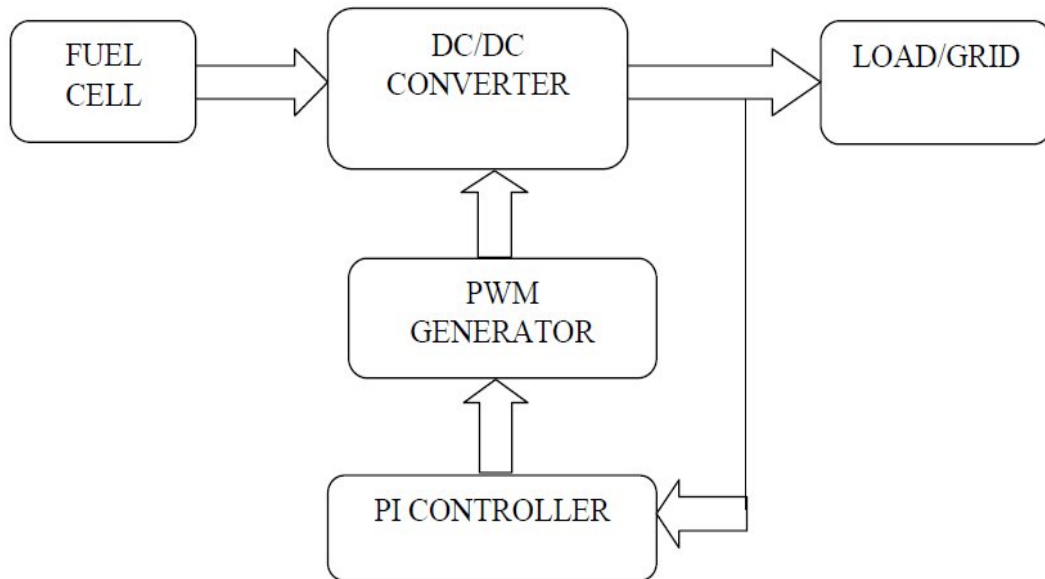 FUEL
CELL
DC/DC
CONVERTER
LOAD/GRID
PWM
GENERATOR
PI CONTROLLER